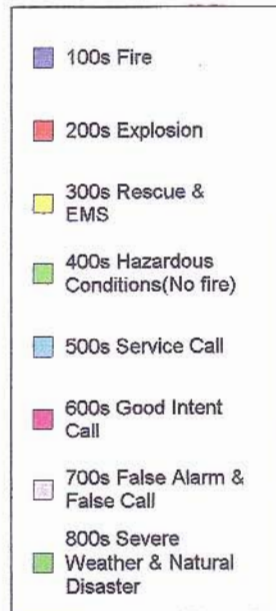 100s Fire
200s Explosion
300s Rescue &
EMS
400s Hazardous
Conditions(No fire)
500s Service Call
600s Good Intent
Call
700s False Alarm &
False Call
800s Severe
Weather & Natural
Disaster